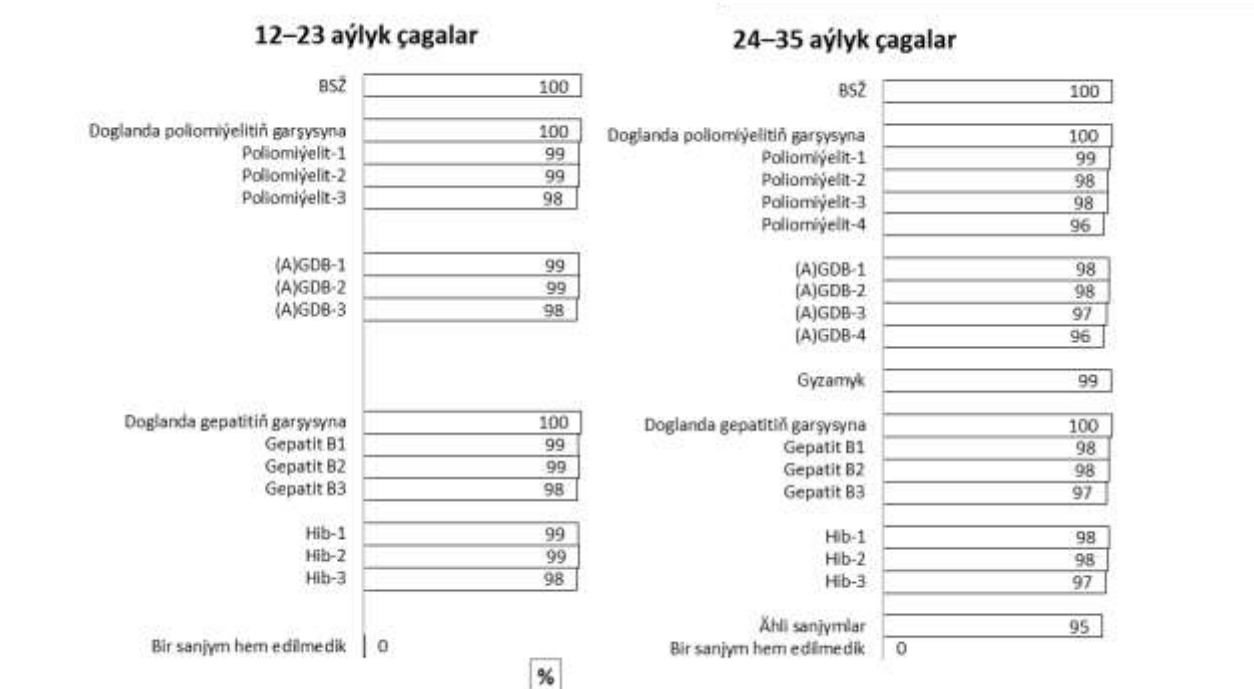 12–23 aýlyk çagalar
BSŽ 100
Doglanda poliomiýelitiň garşysyna 100
Poliomiýelit-1 99
Poliomiýelit-2 99
Poliomiýelit-3 98
(A)GDB-1 99
(A)GDB-2 99
(A)GDB-3 98
Doglanda gepatitiň garşysyna 100
Gepatit B1 99
Gepatit B2 99
Gepatit B3 98
Hib-1 99
Hib-2 99
Hib-3 98
Bir sanjym hem edilmedik 0
%
24–35 aýlyk çagalar
BSŽ 100
Doglanda poliomiýelitiň garşysyna 100
Poliomiýelit-1 99
Poliomiýelit-2 98
Poliomiýelit-3 98
Poliomiýelit-4 96
(A)GDB-1 98
(A)GDB-2 98
(A)GDB-3 97
(A)GDB-4 96
Gyzamyk 99
Doglanda gepatitiň garşysyna 100
Gepatit B1 98
Gepatit B2 98
Gepatit B3 97
Hib-1 98
Hib-2 98
Hib-3 97
Ähli sanjymlar 95
Bir sanjym hem edilmedik 0